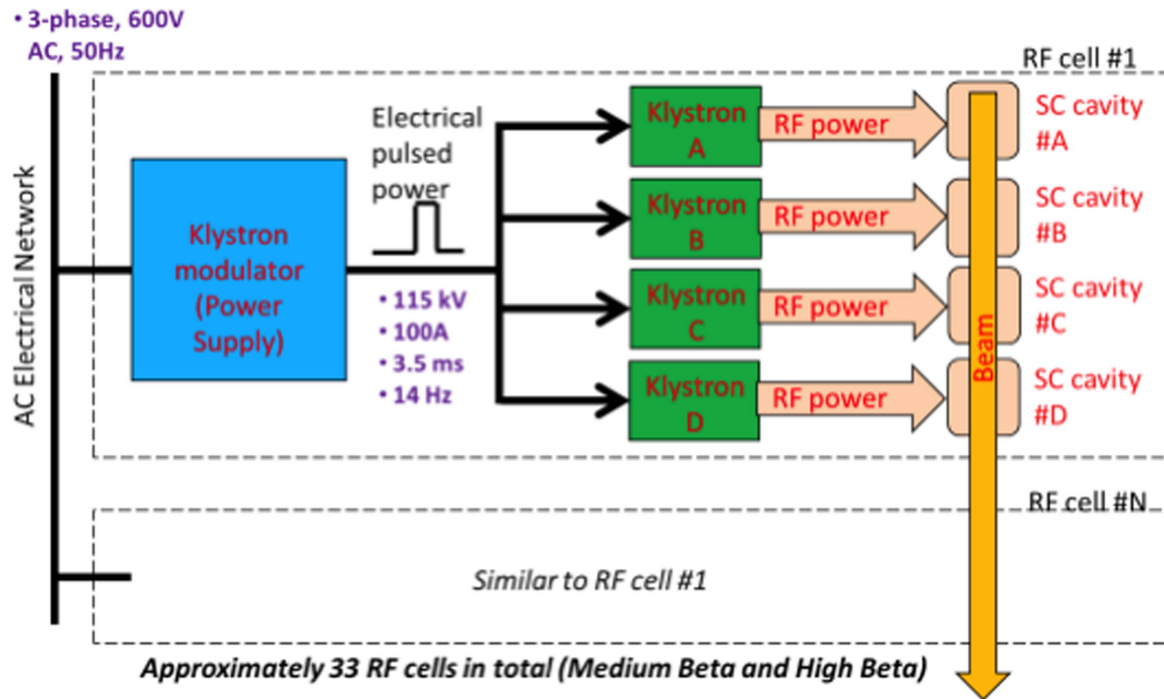 • 3-phase, 600V
AC, 50Hz
RF cell #1
AC Electrical Network
Klystron
modulator
(Power
Supply)
Electrical
pulsed
power
• 115 kV
• 100A
• 3.5 ms
• 14 Hz
Klystron
A
RF power
SC cavity
#A
Klystron
B
RF power
SC cavity
#B
Klystron
C
RF power
SC cavity
#C
Klystron
D
RF power
SC cavity
#D
Beam
RF cell #N
Similar to RF cell #1
Approximately 33 RF cells in total (Medium Beta and High Beta)